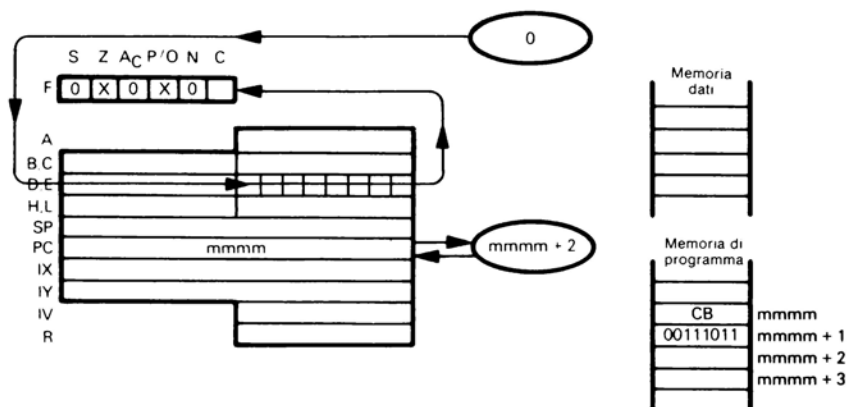 0
S Z AC P/O N C
F 0 X 0 X 0
A
B.C
D.E
H.L
SP
PC mmmm mmmm + 2
IX
IY
IV
R
Memoria
dati
Memoria di
programma
CB mmmm
00111011 mmmm + 1
mmmm + 2
mmmm + 3